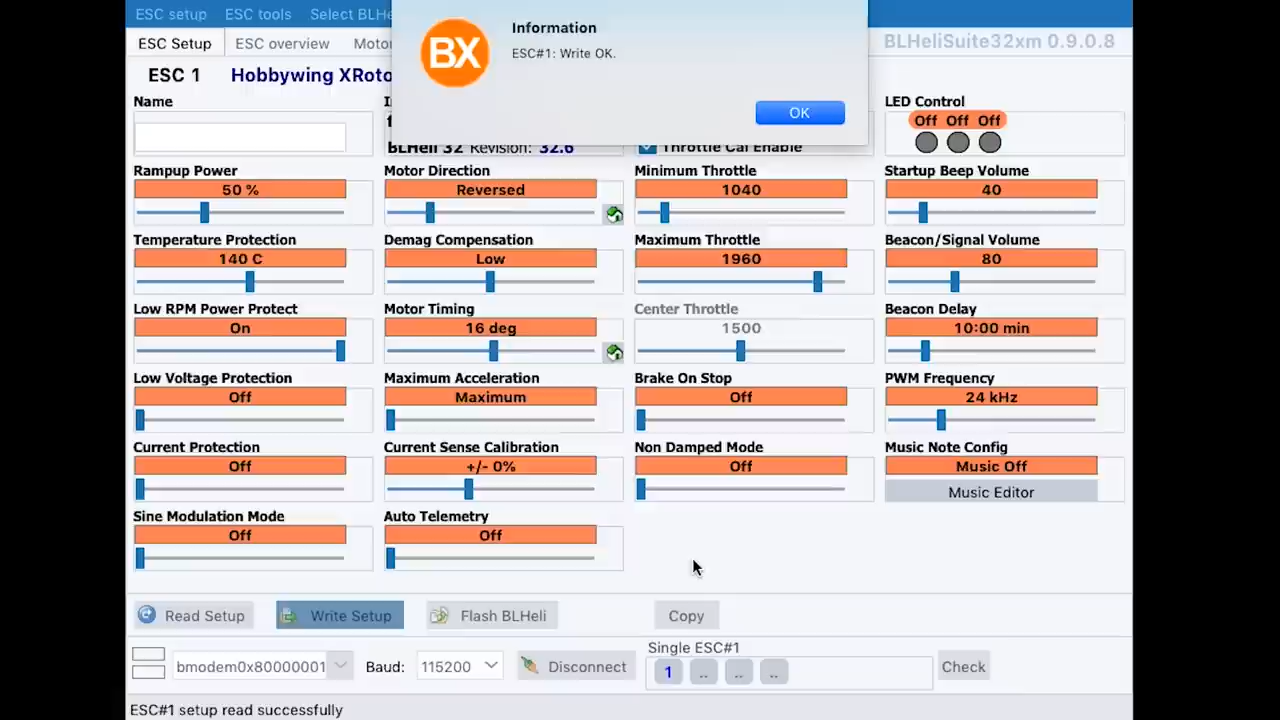 ESC setup ESC tools Select BLHe
Information
ESC#1: Write OK.
BX
OK
ESC Setup ESC overview Motor
BLHeliSuite32xm 0.9.0.8
ESC 1 Hobbywing XRoto
Name
LED Control
Off Off Off
BLHeli 32 Revision: 32.6
Throttle Cal Enable
Rampup Power Motor Direction Minimum Throttle Startup Beep Volume
50 % Reversed 1040 40
Temperature Protection Demag Compensation Maximum Throttle Beacon/Signal Volume
140 C Low 1960 80
Low RPM Power Protect Motor Timing Center Throttle Beacon Delay
On 16 deg 1500 10:00 min
Low Voltage Protection Maximum Acceleration Brake On Stop PWM Frequency
Off Maximum Off 24 kHz
Current Protection Current Sense Calibration Non Damped Mode Music Note Config
Off +/- 0% Off Music Off
Music Editor
Sine Modulation Mode Auto Telemetry
Off Off
Read Setup Write Setup Flash BLHeli Copy
Single ESC#1
bmodem0x80000001 Baud: 115200 Disconnect 1 .. .. .. Check
ESC#1 setup read successfully